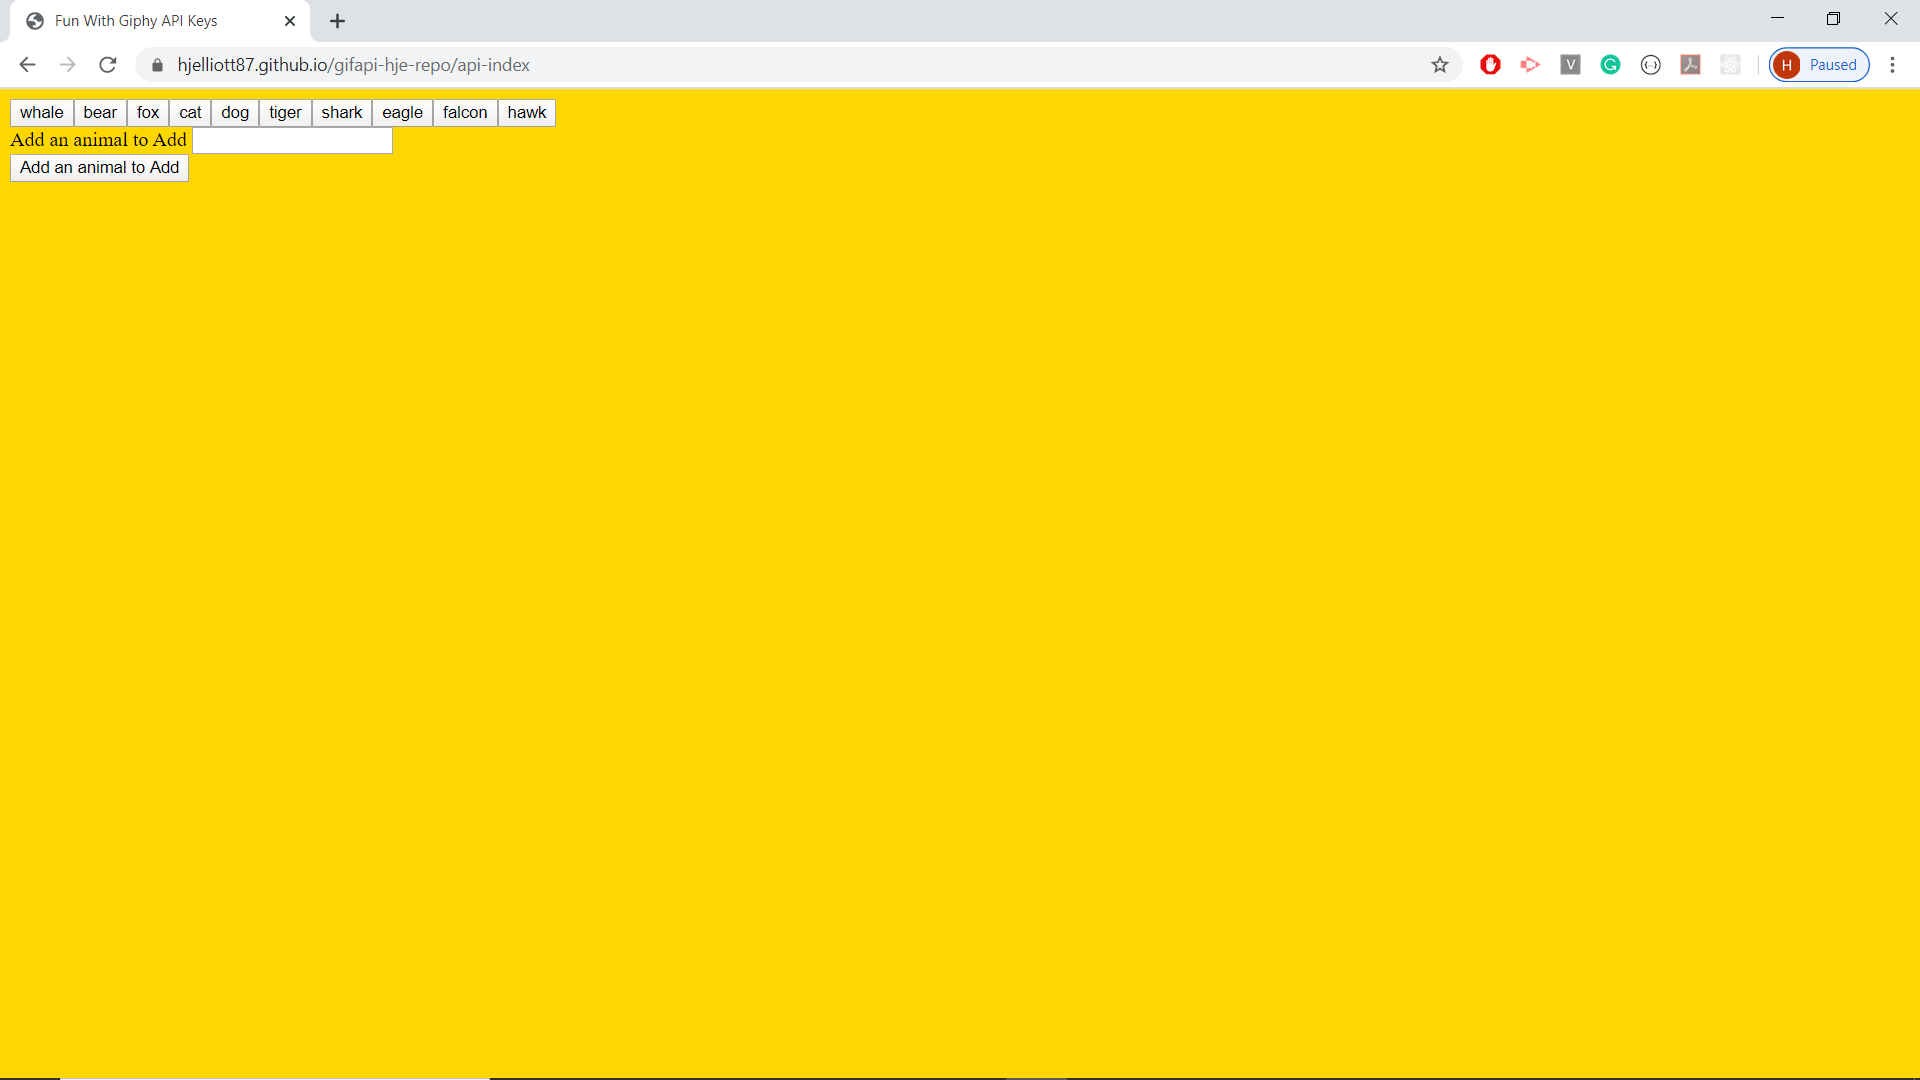 Fun With Giphy API Keys
hjelliott87.github.io/gifapi-hje-repo/api-index
V
G
H Paused
whale bear fox cat dog tiger shark eagle falcon hawk
Add an animal to Add
Add an animal to Add